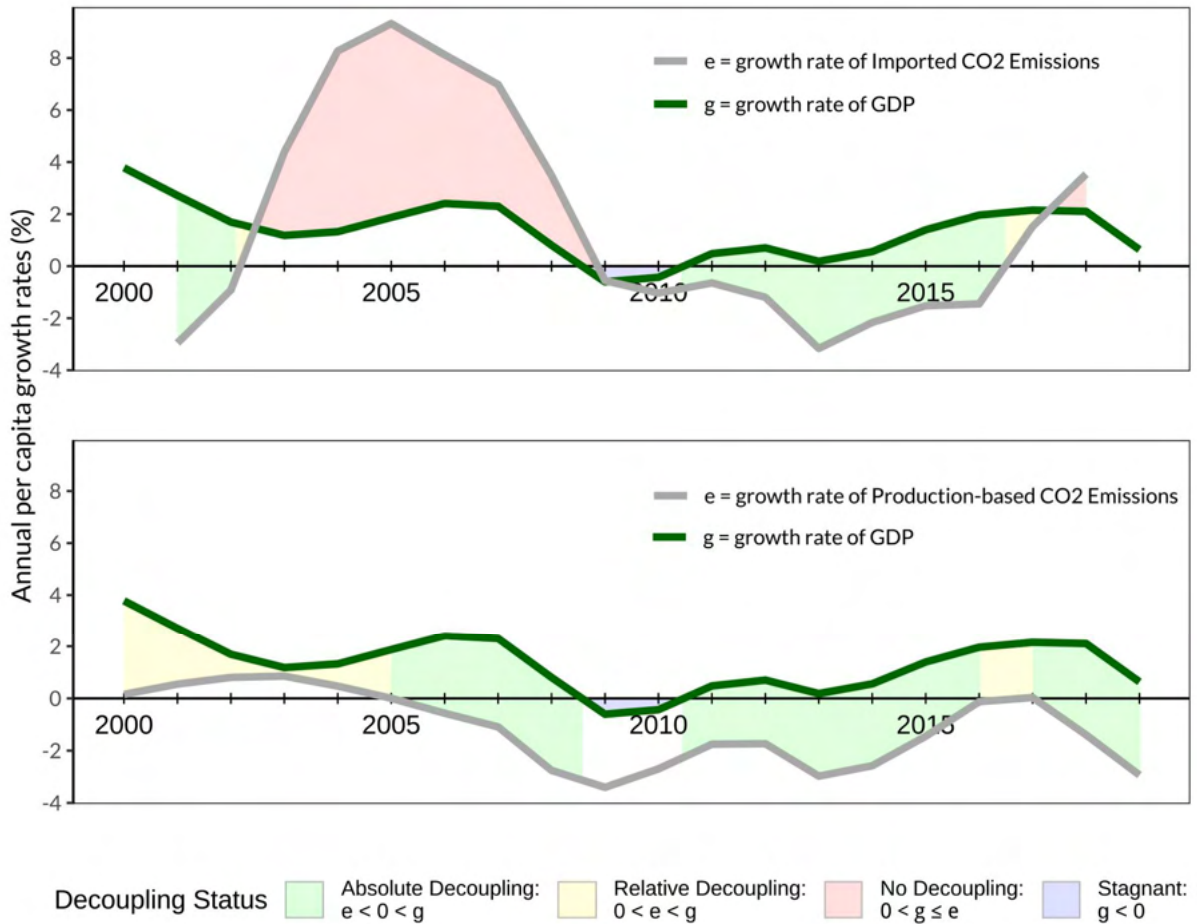 Annual per capita growth rates (%)
8
6
4
2
0
-2
-4
e = growth rate of Imported CO2 Emissions
g = growth rate of GDP
2000 2005 2010 2015
8
6
4
2
0
-2
-4
e = growth rate of Production-based CO2 Emissions
g = growth rate of GDP
2000 2005 2010 2015
Decoupling Status
Absolute Decoupling:
e < 0 < g
Relative Decoupling:
0 < e < g
No Decoupling:
0 < g ≤ e
Stagnant:
g < 0